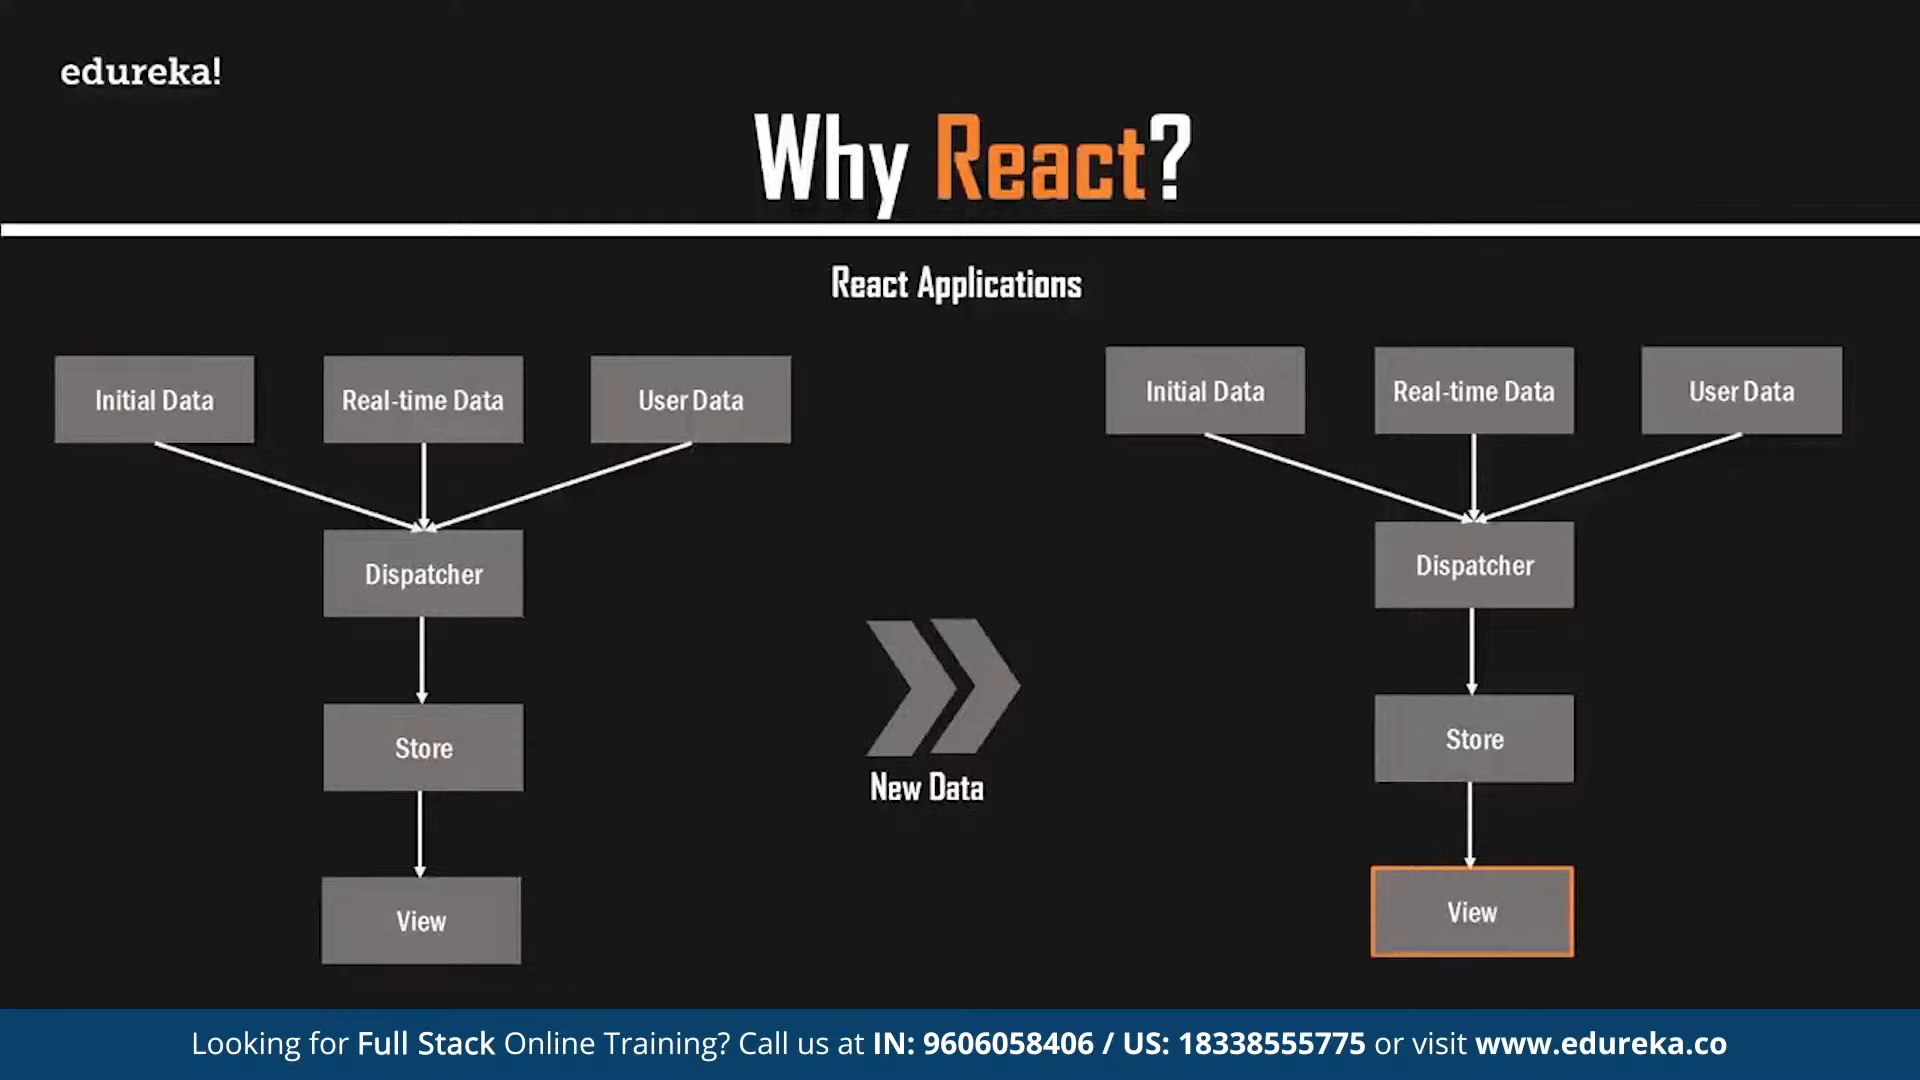 edureka!
Why React?
React Applications
Initial Data
Real-time Data
User Data
Dispatcher
Store
View
New Data
Initial Data
Real-time Data
User Data
Dispatcher
Store
View
Looking for Full Stack Online Training? Call us at IN: 9606058406 / US: 18338555775 or visit www.edureka.co